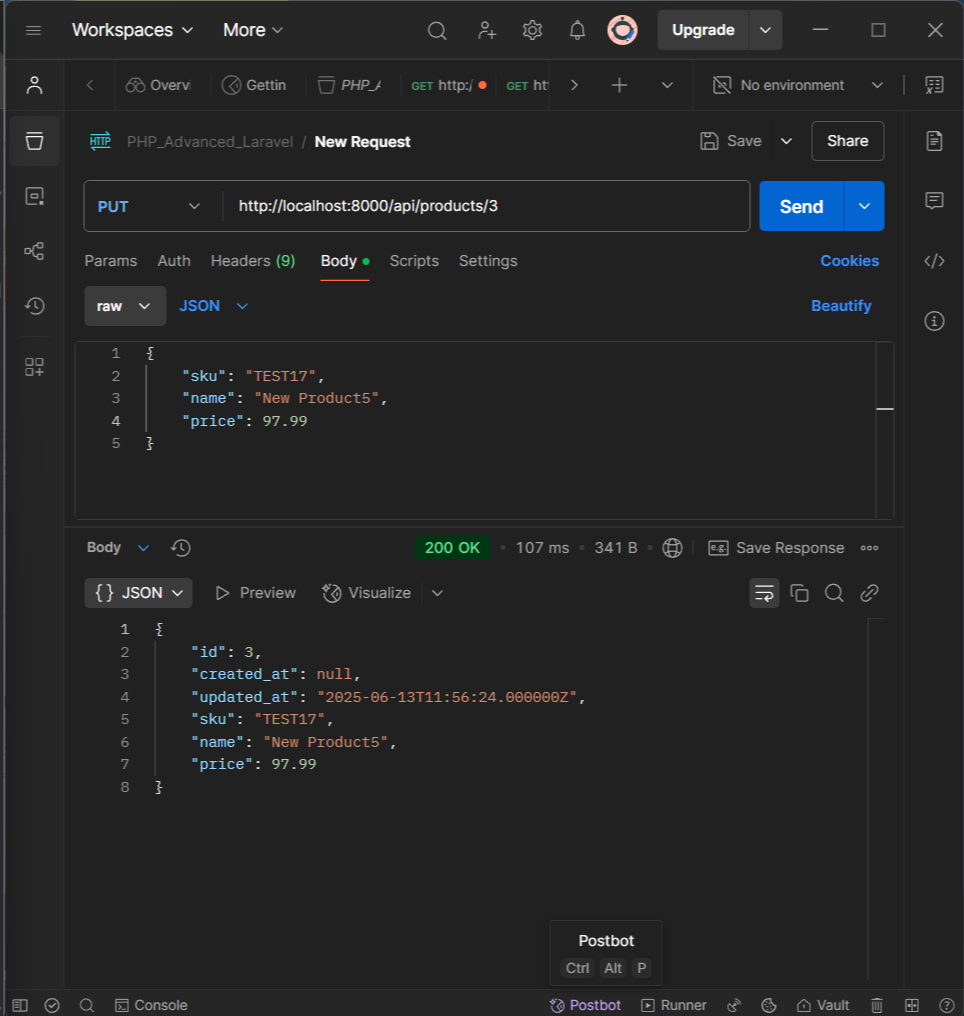 Workspaces More Upgrade
Overvi Gettin PHP_A GET http:/ GET ht No environment
HTTP PHP_Advanced_Laravel / New Request Save Share
PUT http://localhost:8000/api/products/3 Send
Params Auth Headers (9) Body Scripts Settings Cookies
raw JSON Beautify
1 {
2 "sku": "TEST17",
3 "name": "New Product5",
4 "price": 97.99
5 }
Body 200 OK • 107 ms • 341 B • e.g. Save Response
{} JSON Preview Visualize
1 {
2 "id": 3,
3 "created_at": null,
4 "updated_at": "2025-06-13T11:56:24.000000Z",
5 "sku": "TEST17",
6 "name": "New Product5",
7 "price": 97.99
8 }
Postbot
Ctrl Alt P
Console Postbot Runner Vault